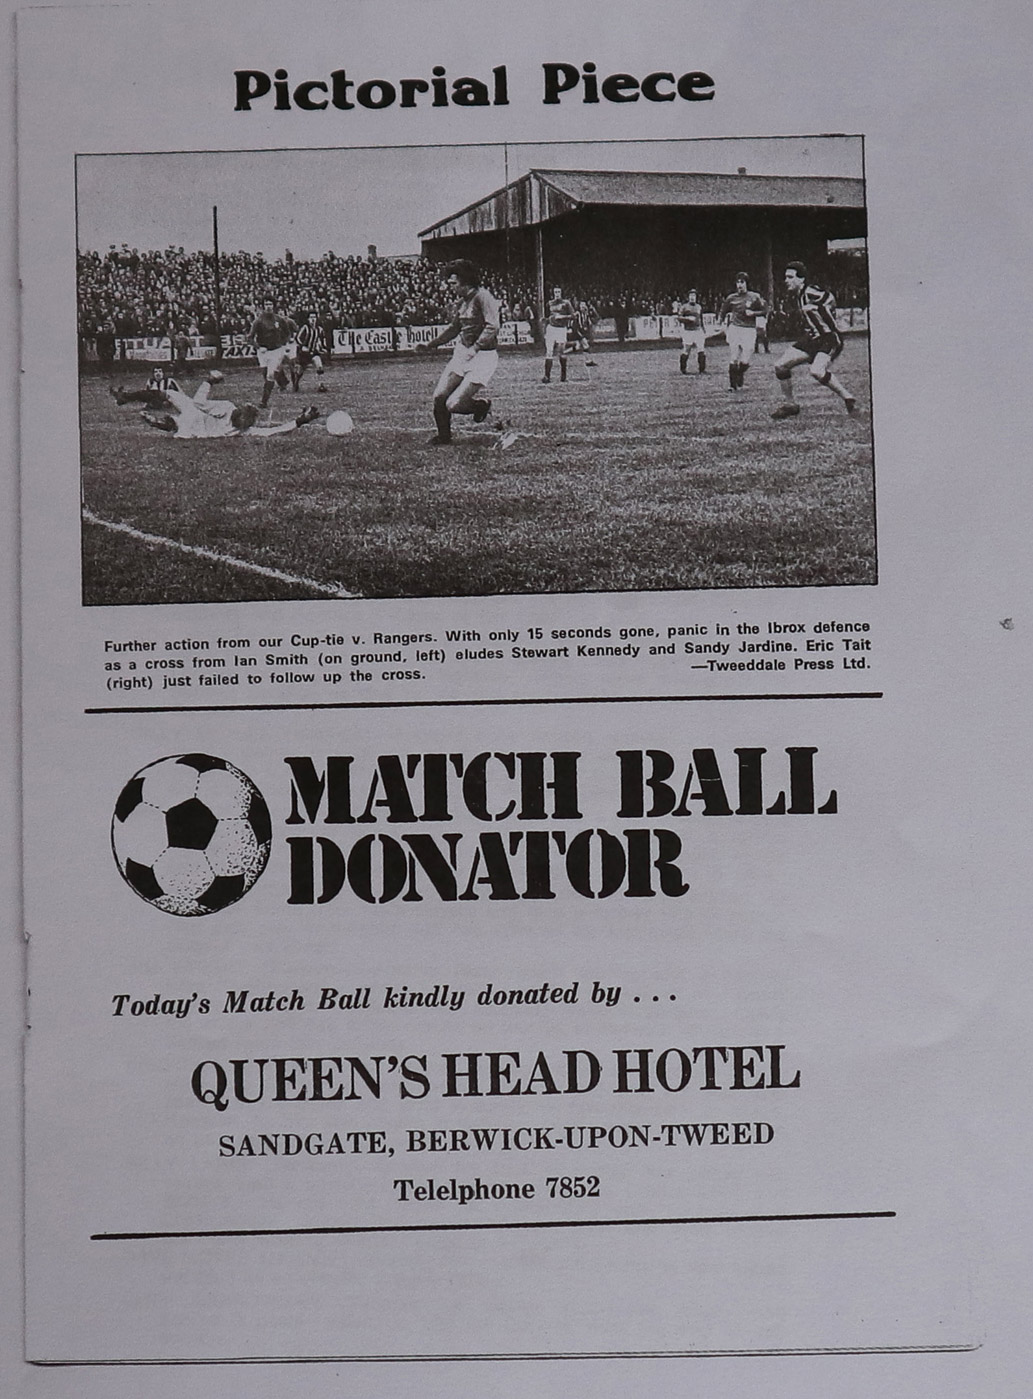 Pictorial Piece
The Castle Hotel
Further action from our Cup-tie v. Rangers. With only 15 seconds gone, panic in the Ibrox defence
as a cross from Ian Smith (on ground, left) eludes Stewart Kennedy and Sandy Jardine. Eric Tait
(right) just failed to follow up the cross. —Tweeddale Press Ltd.
MATCH BALL
DONATOR
Today's Match Ball kindly donated by . . .
QUEEN'S HEAD HOTEL
SANDGATE, BERWICK-UPON-TWEED
Telelphone 7852